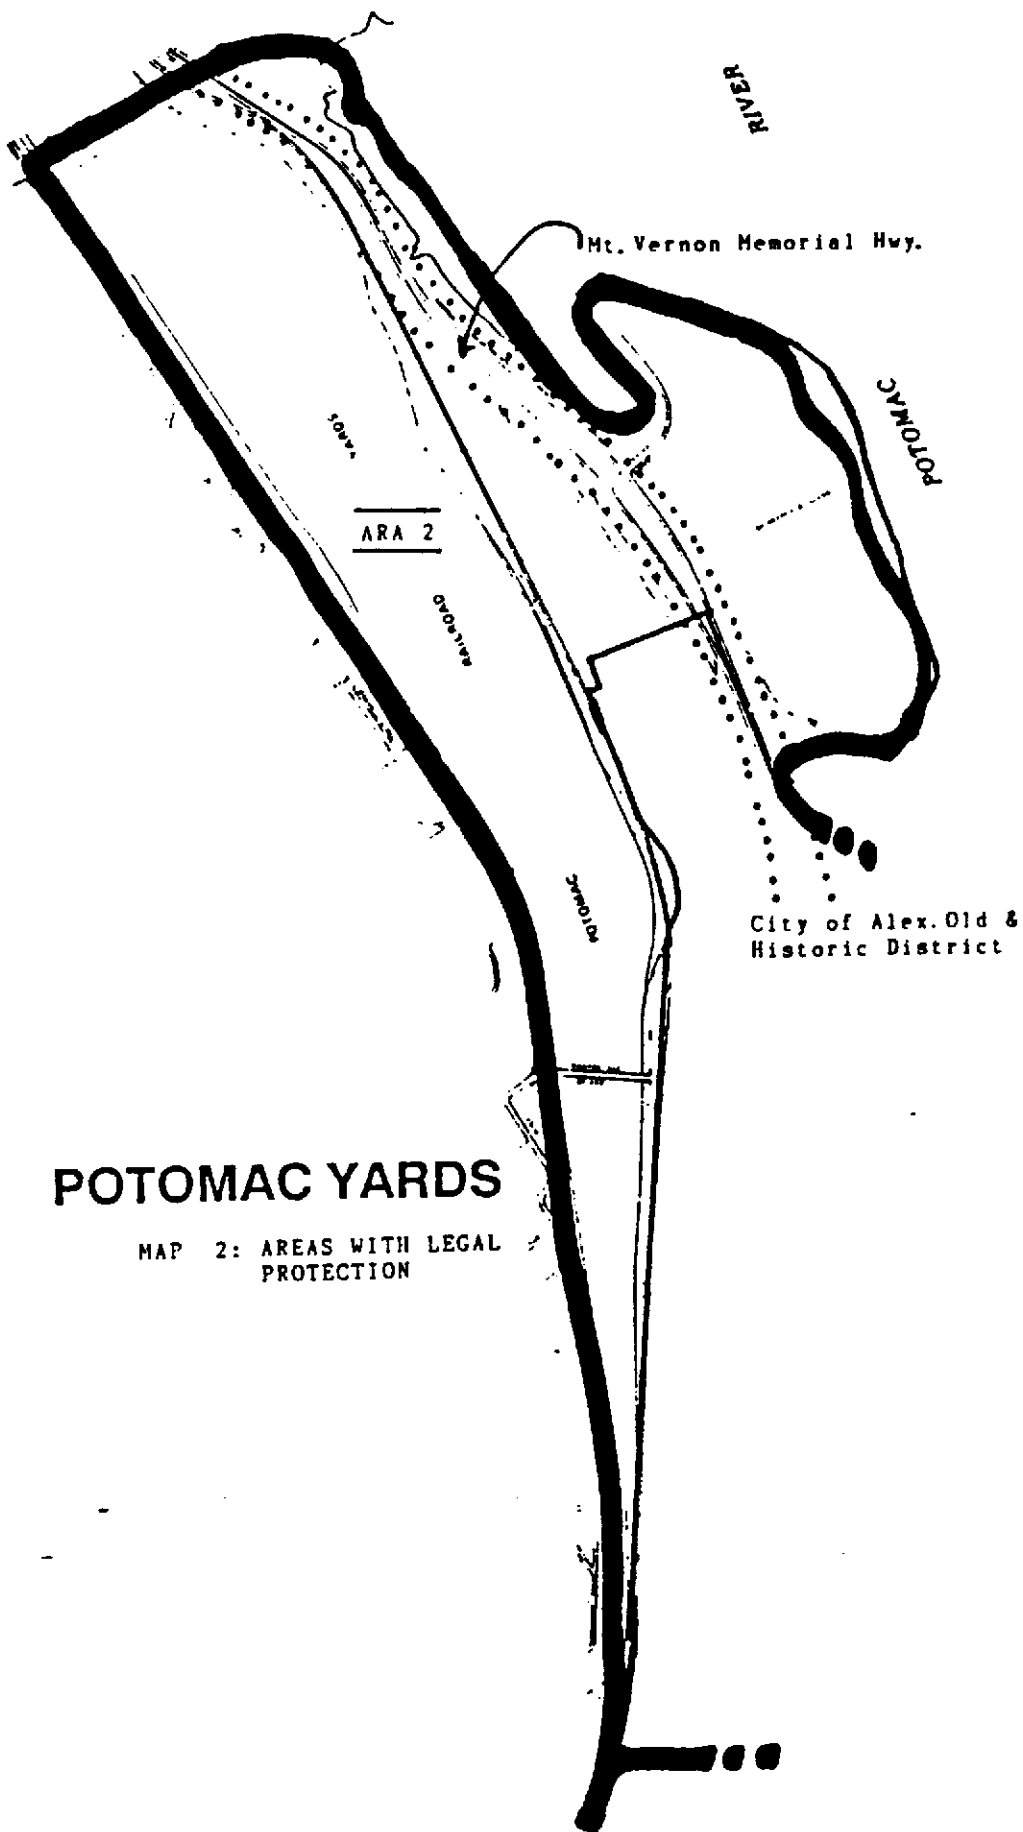 RIVER
Mt. Vernon Memorial Hwy.
POTOMAC
YARDS
ARA 2
RAILROAD
POTOMAC
City of Alex. Old &
Historic District
POTOMAC YARDS
MAP 2: AREAS WITH LEGAL
PROTECTION